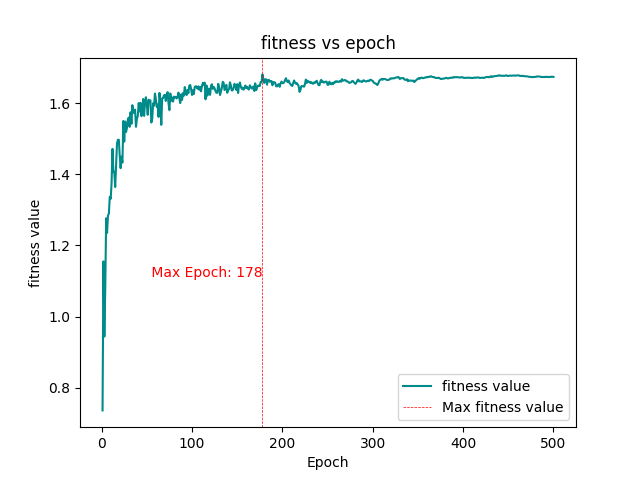 fitness vs epoch
1.6
1.4
1.2
1.0
0.8
fitness value
Max Epoch: 178
fitness value
Max fitness value
0
100
200
300
400
500
Epoch